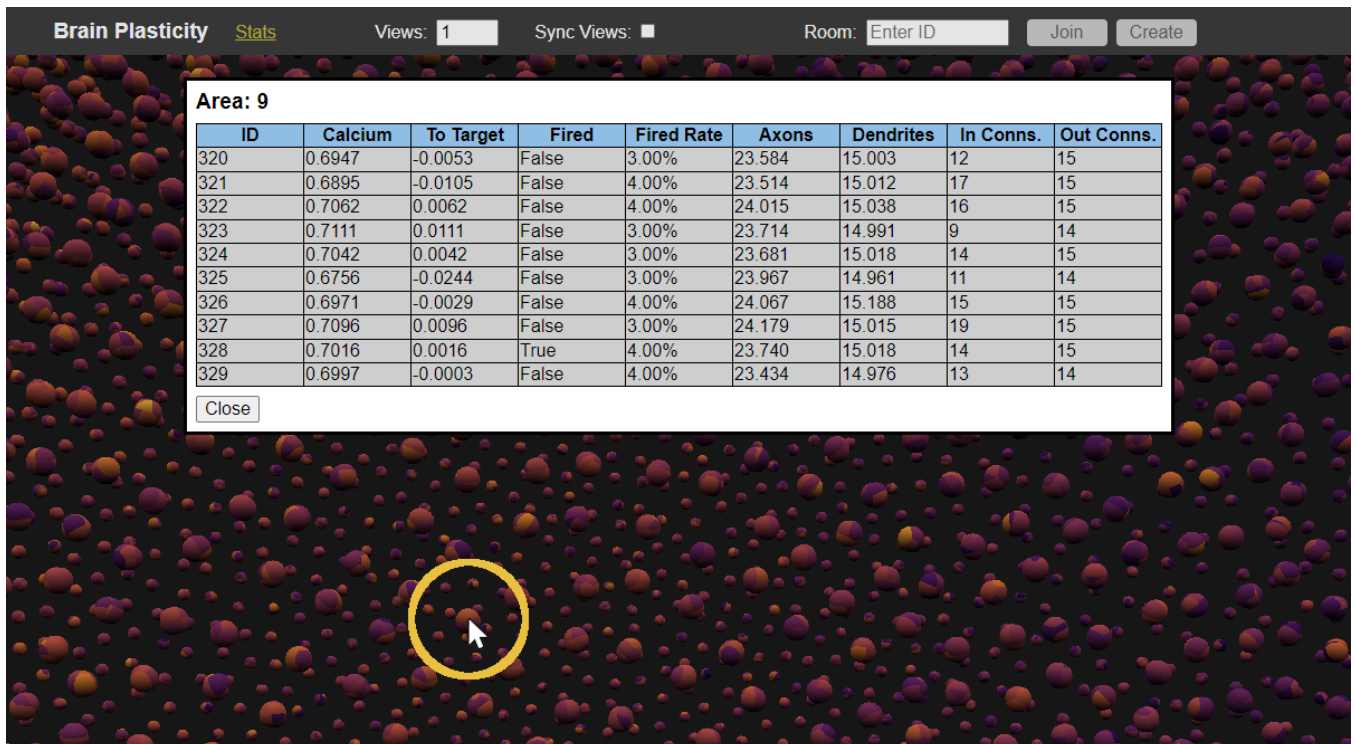 Brain Plasticity Stats Views: 1 Sync Views: Room: Enter ID Join Create
Area: 9
ID Calcium To Target Fired Fired Rate Axons Dendrites In Conns. Out Conns.
320 0.6947 -0.0053 False 3.00% 23.584 15.003 12 15
321 0.6895 -0.0105 False 4.00% 23.514 15.012 17 15
322 0.7062 0.0062 False 4.00% 24.015 15.038 16 15
323 0.7111 0.0111 False 3.00% 23.714 14.991 9 14
324 0.7042 0.0042 False 3.00% 23.681 15.018 14 15
325 0.6756 -0.0244 False 3.00% 23.967 14.961 11 14
326 0.6971 -0.0029 False 4.00% 24.067 15.188 15 15
327 0.7096 0.0096 False 3.00% 24.179 15.015 19 15
328 0.7016 0.0016 True 4.00% 23.740 15.018 14 15
329 0.6997 -0.0003 False 4.00% 23.434 14.976 13 14
Close